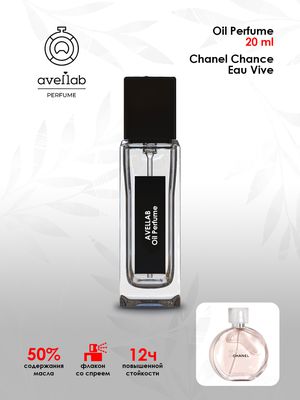 avellab
PERFUME
Oil Perfume
20 ml
Chanel Chance
Eau Vive
AVELLAB
Oil Perfume
CHANEL
50%
содержания
масла
флакон
со спреем
12ч
повышенной
стойкости